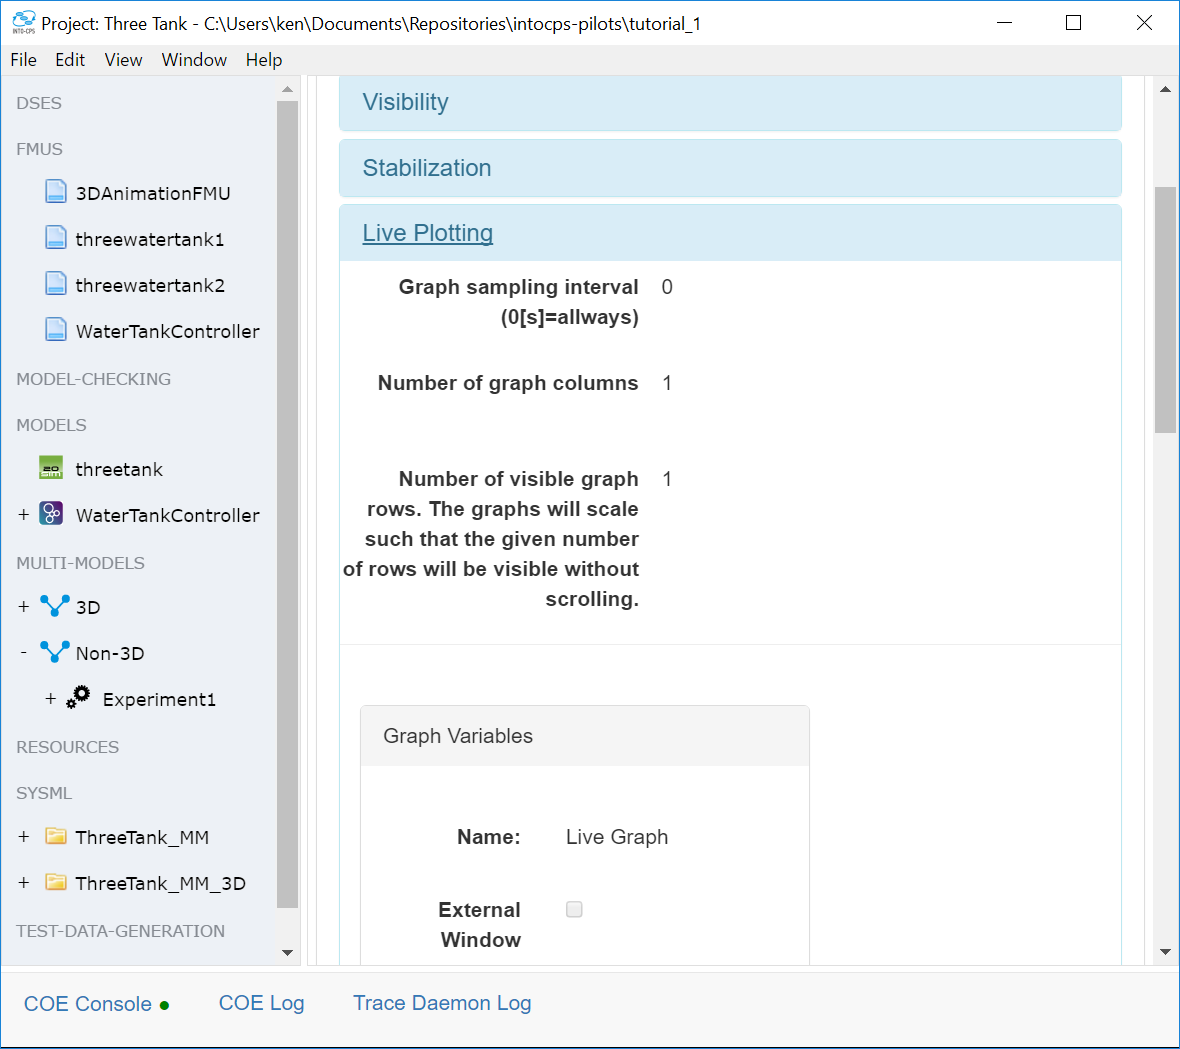 Project: Three Tank - C:\Users\ken\Documents\Repositories\intocps-pilots\tutorial_1
INTO-CPS
File Edit View Window Help
DSES
FMUS
3DAnimationFMU
threewatertank1
threewatertank2
WaterTankController
MODEL-CHECKING
MODELS
20
sim
threetank
+ WaterTankController
MULTI-MODELS
+ 3D
- Non-3D
+ Experiment1
RESOURCES
SYSML
+ ThreeTank_MM
+ ThreeTank_MM_3D
TEST-DATA-GENERATION
Visibility
Stabilization
Live Plotting
Graph sampling interval 0
(0[s]=allways)
Number of graph columns 1
Number of visible graph 1
rows. The graphs will scale
such that the given number
of rows will be visible without
scrolling.
Graph Variables
Name: Live Graph
External
Window
COE Console COE Log Trace Daemon Log